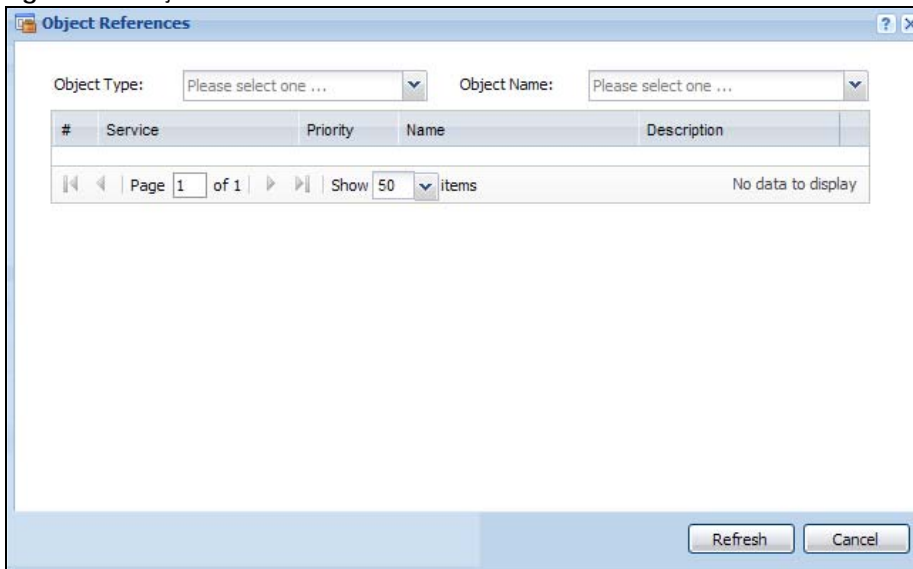 Object References ?
Object Type: Please select one ... Object Name: Please select one ...
# Service Priority Name Description
Page 1 of 1 Show 50 items No data to display
Refresh Cancel